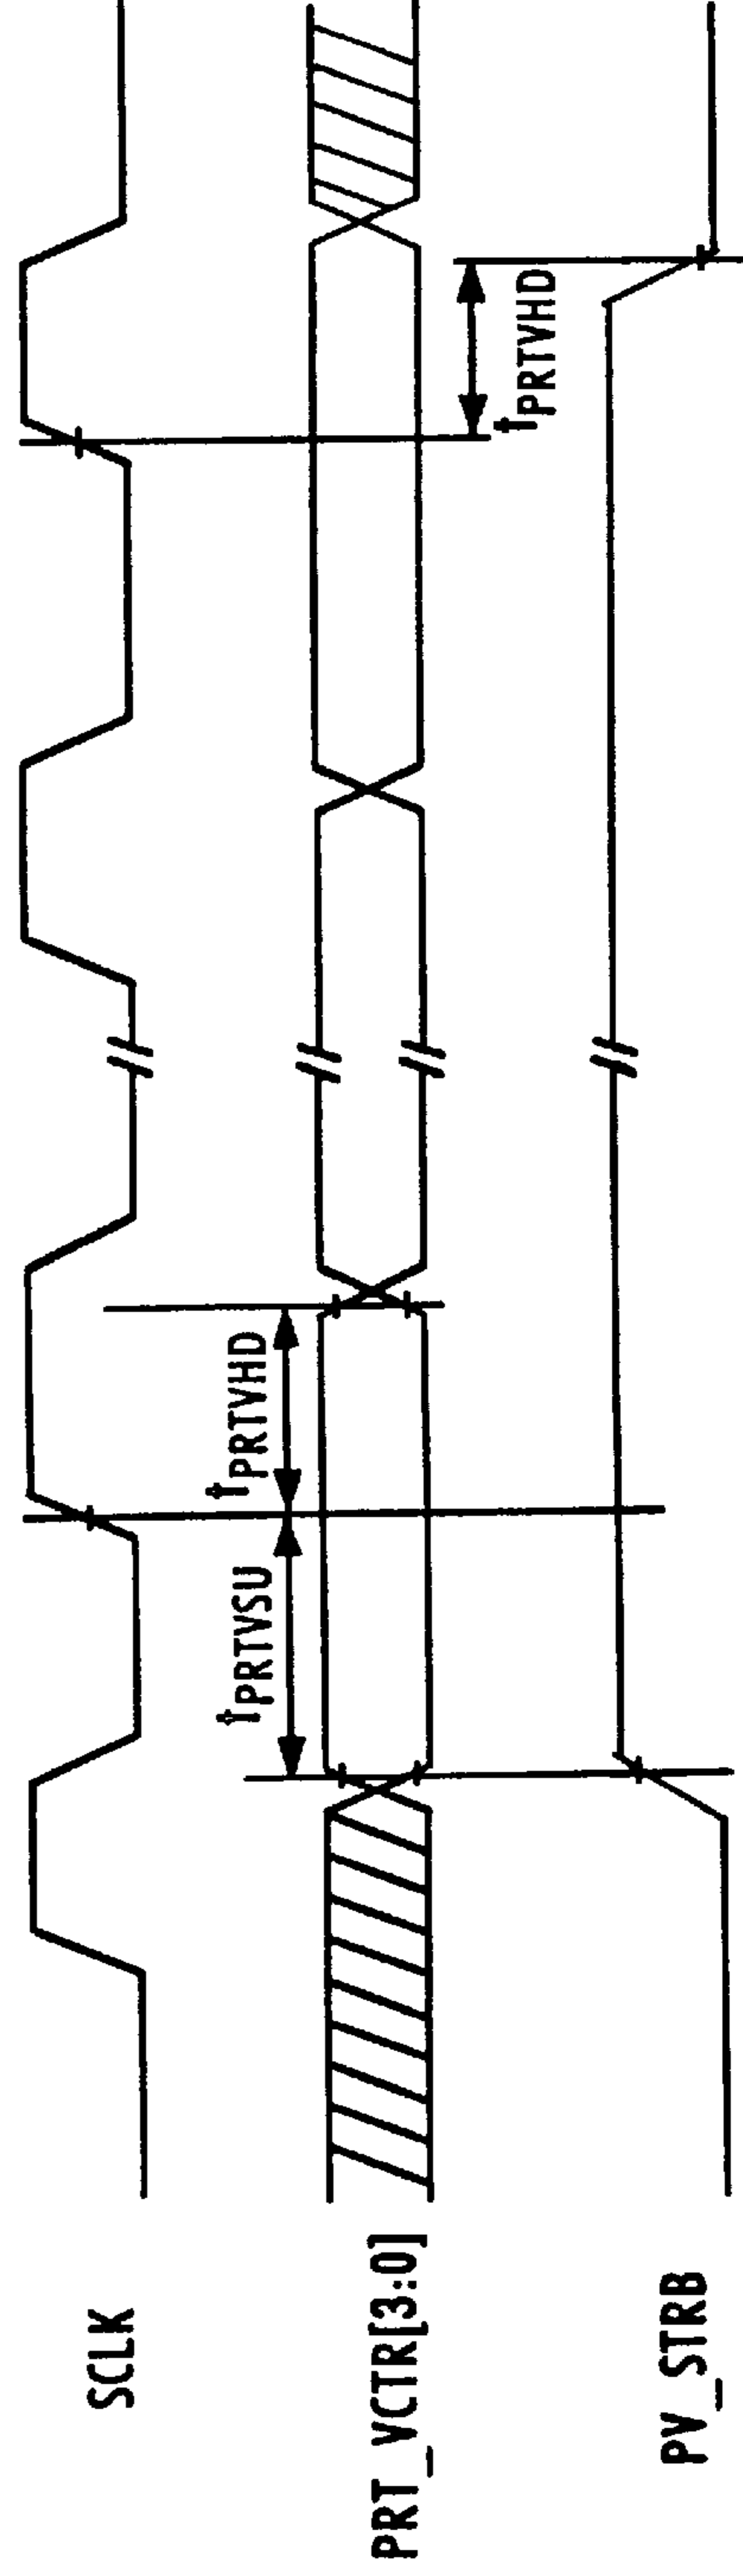 SCLK
PRT_VCTR[3:0]
PV_STRB
tPRTVSU
tPRTVHD
tPRTVHD